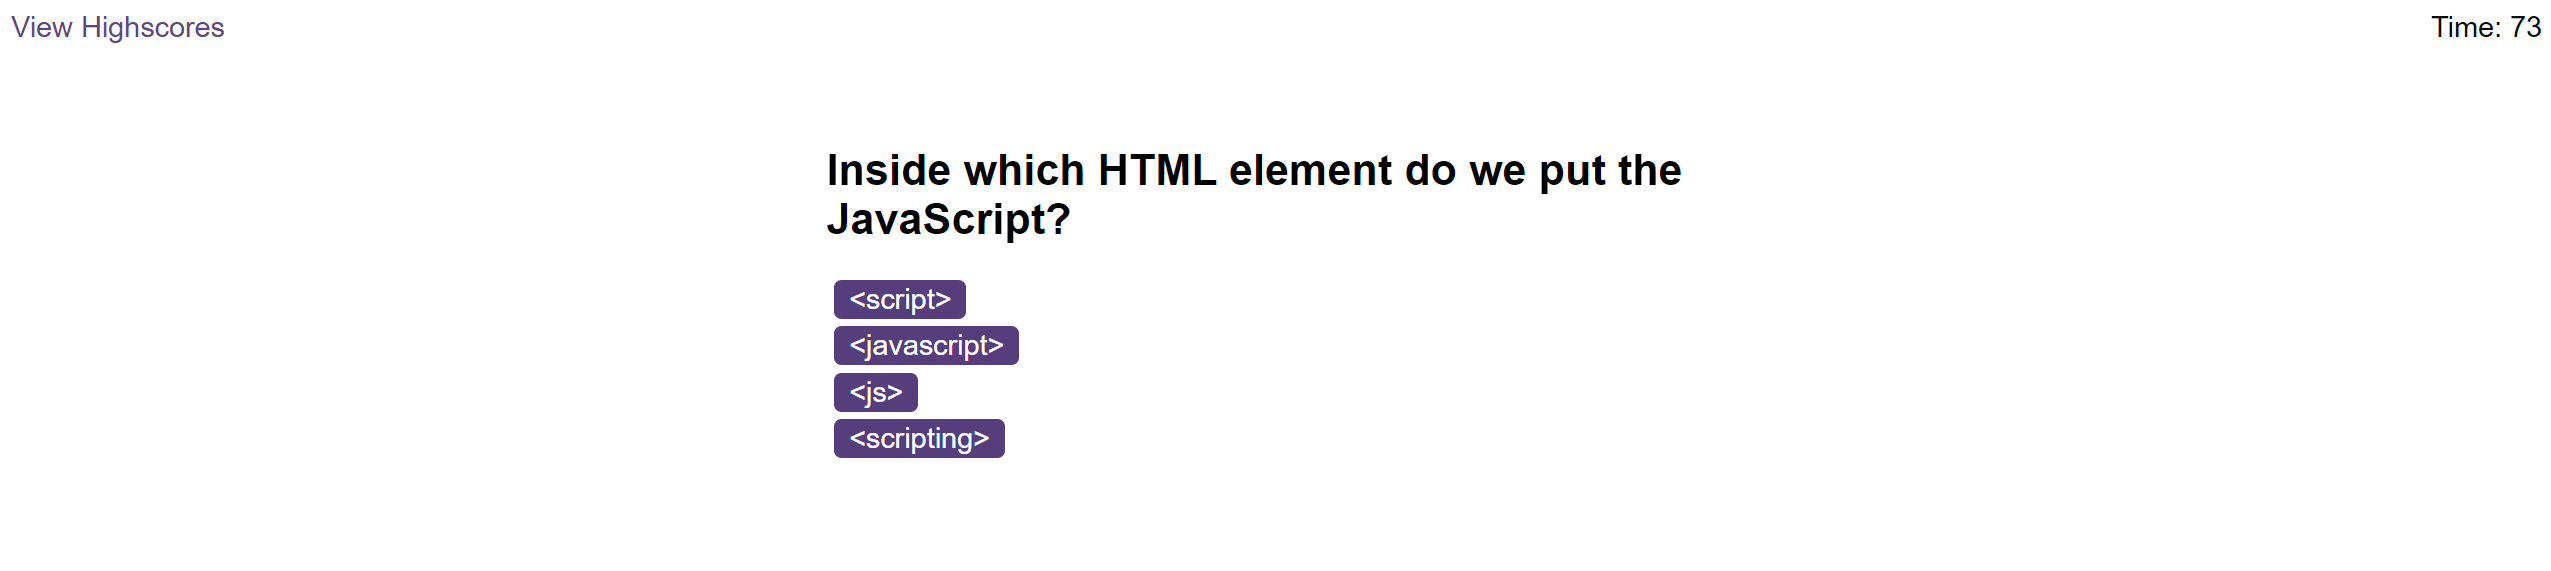 View Highscores
Time: 73
Inside which HTML element do we put the
JavaScript?
<script>
<javascript>
<js>
<scripting>